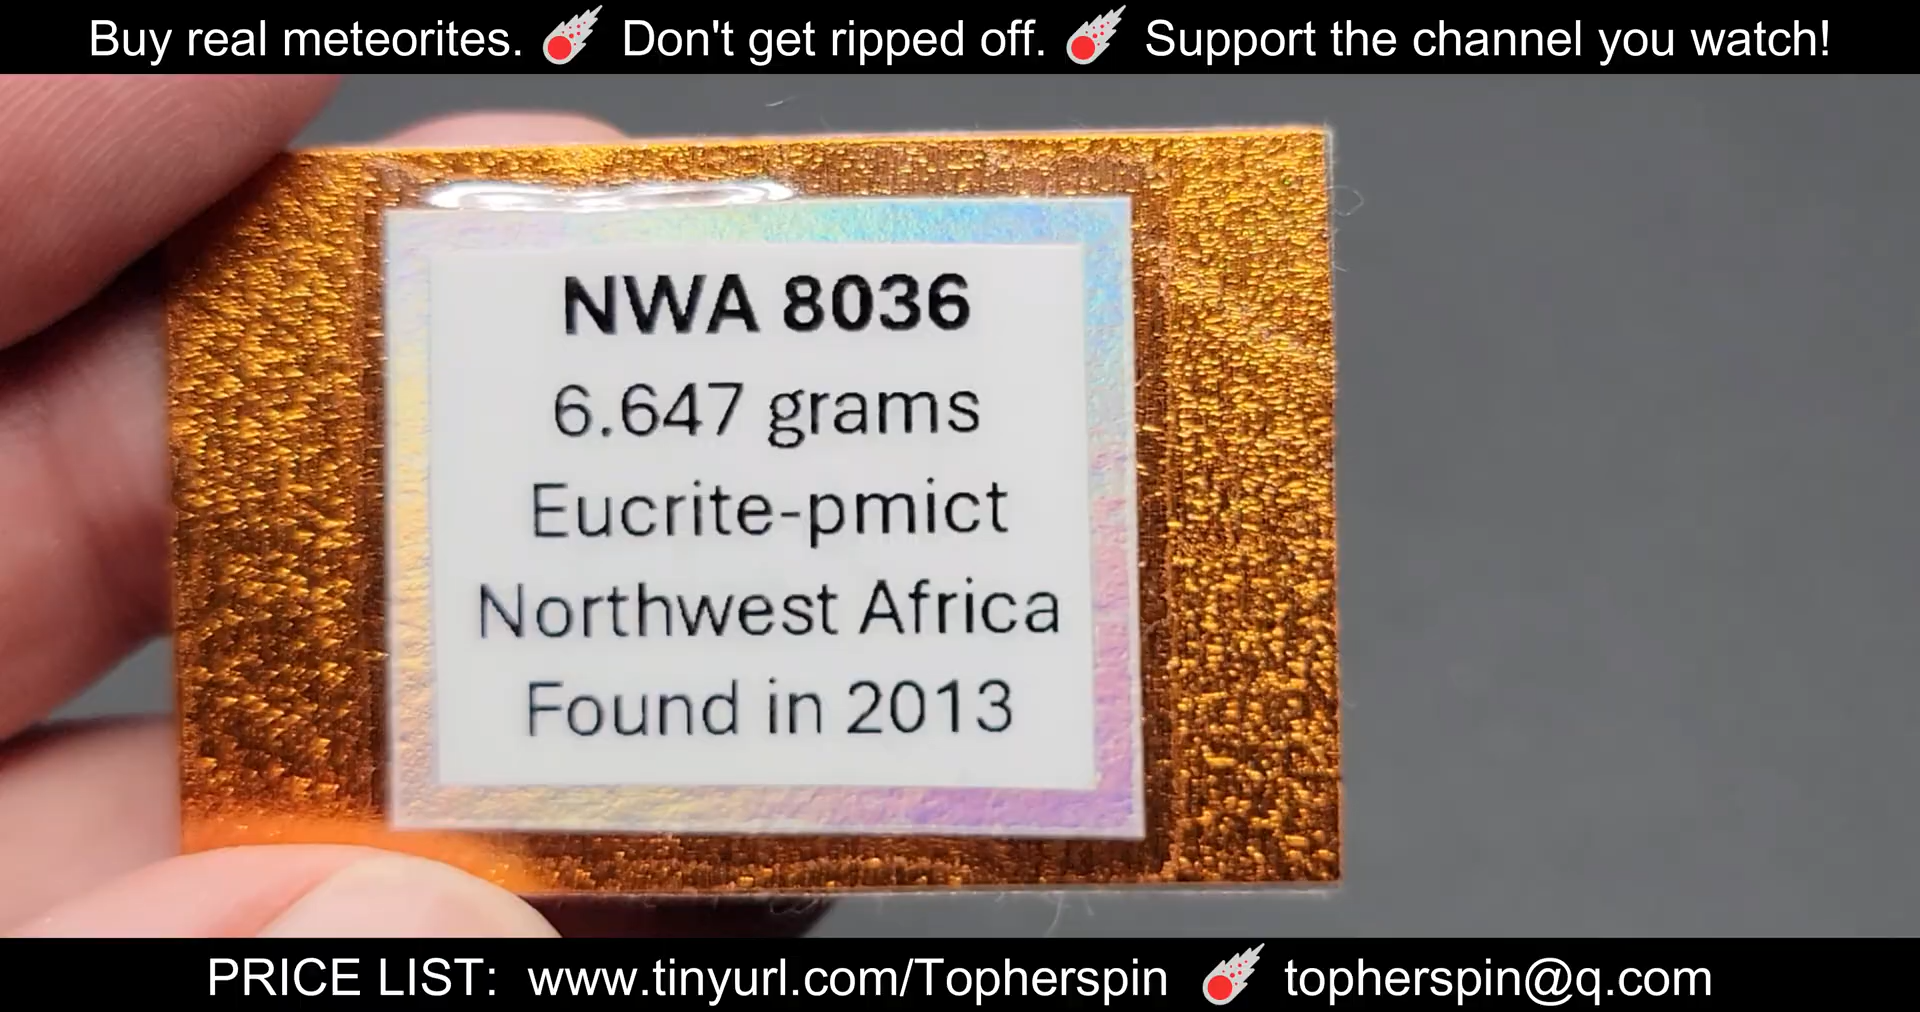 Buy real meteorites. Don't get ripped off. Support the channel you watch!
NWA 8036
6.647 grams
Eucrite-pmict
Northwest Africa
Found in 2013
PRICE LIST: www.tinyurl.com/Topherspin topherspin@q.com